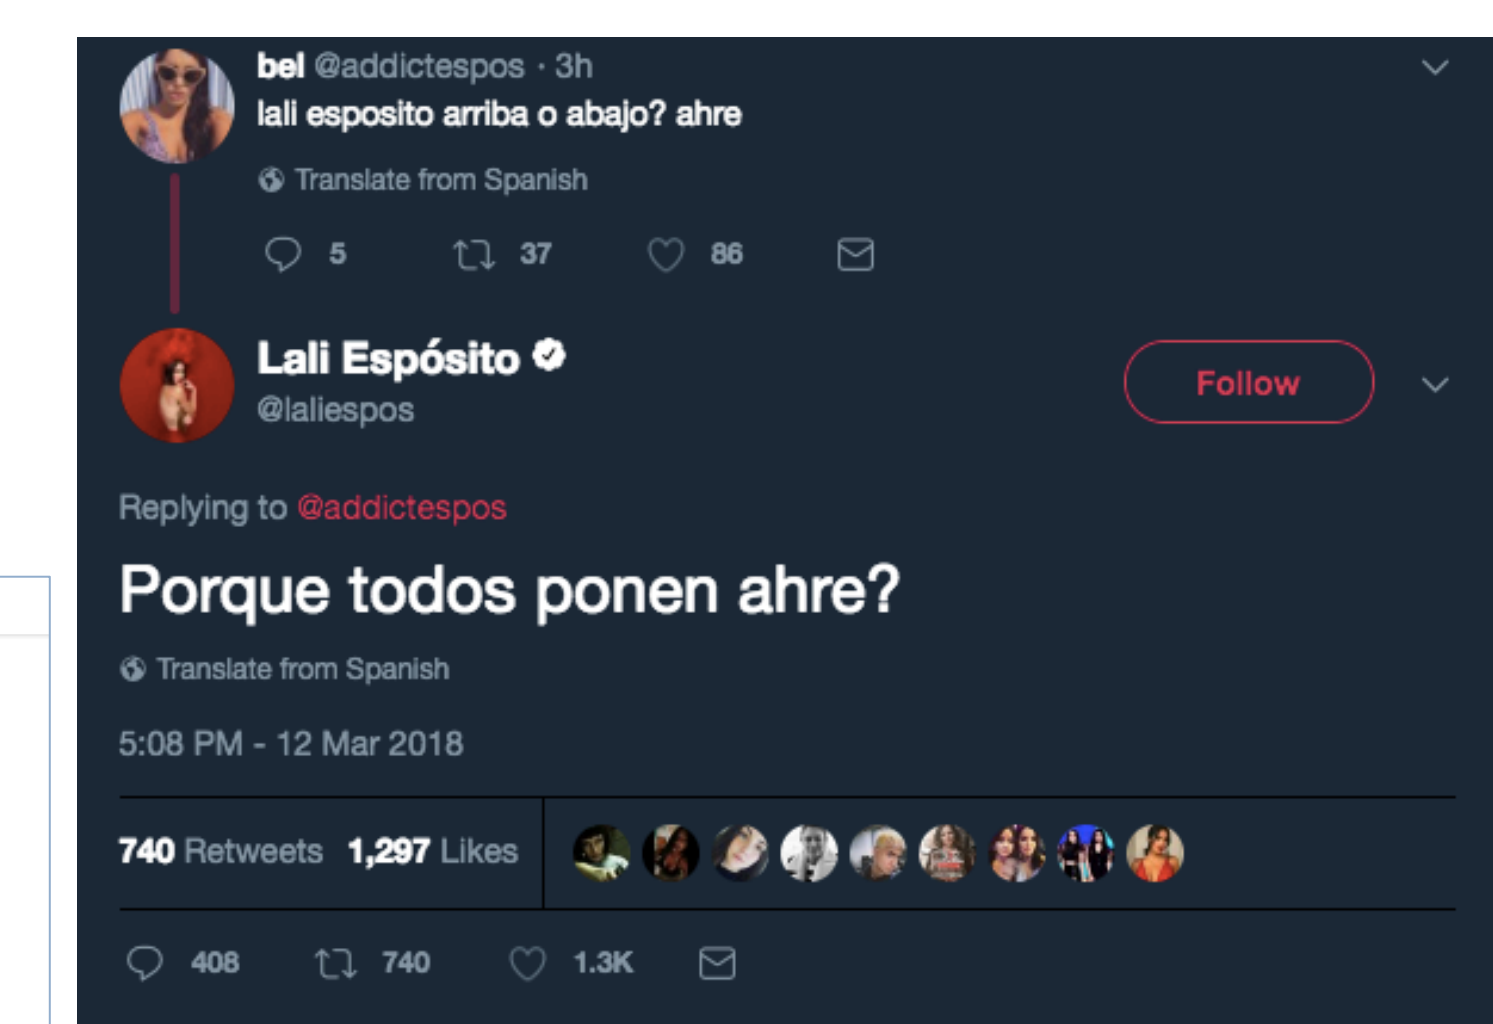 bel @addictespos · 3h
lali esposito arriba o abajo? ahre
Translate from Spanish
5 37 86
Lali Espósito
@laliespos
Follow
Replying to @addictespos
Porque todos ponen ahre?
Translate from Spanish
5:08 PM - 12 Mar 2018
740 Retweets 1,297 Likes
408 740 1.3K